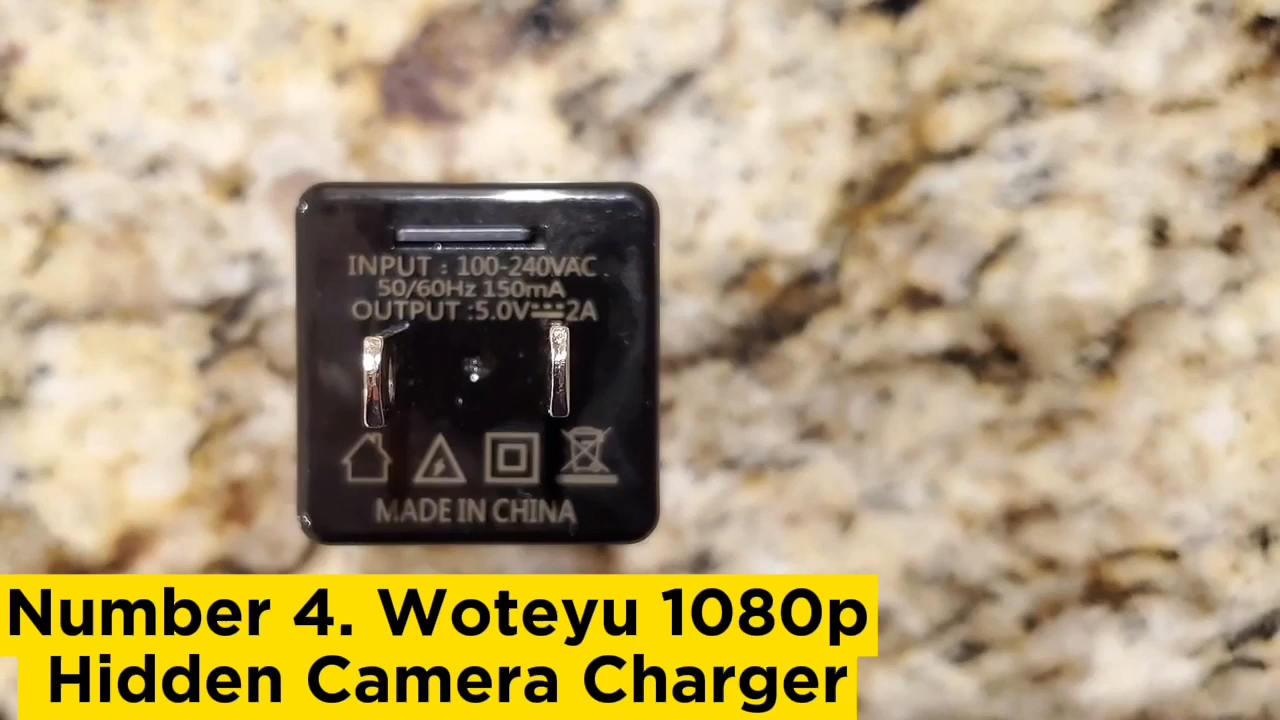 INPUT : 100-240VAC
50/60Hz 150mA
OUTPUT :5.0V⎓2A
MADE IN CHINA
Number 4. Woteyu 1080p
Hidden Camera Charger